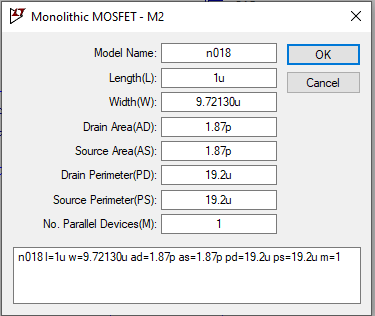 Monolithic MOSFET - M2
Model Name: n018 OK
Length(L): 1u Cancel
Width(W): 9.72130u
Drain Area(AD): 1.87p
Source Area(AS): 1.87p
Drain Perimeter(PD): 19.2u
Source Perimeter(PS): 19.2u
No. Parallel Devices(M): 1
n018 l=1u w=9.72130u ad=1.87p as=1.87p pd=19.2u ps=19.2u m=1